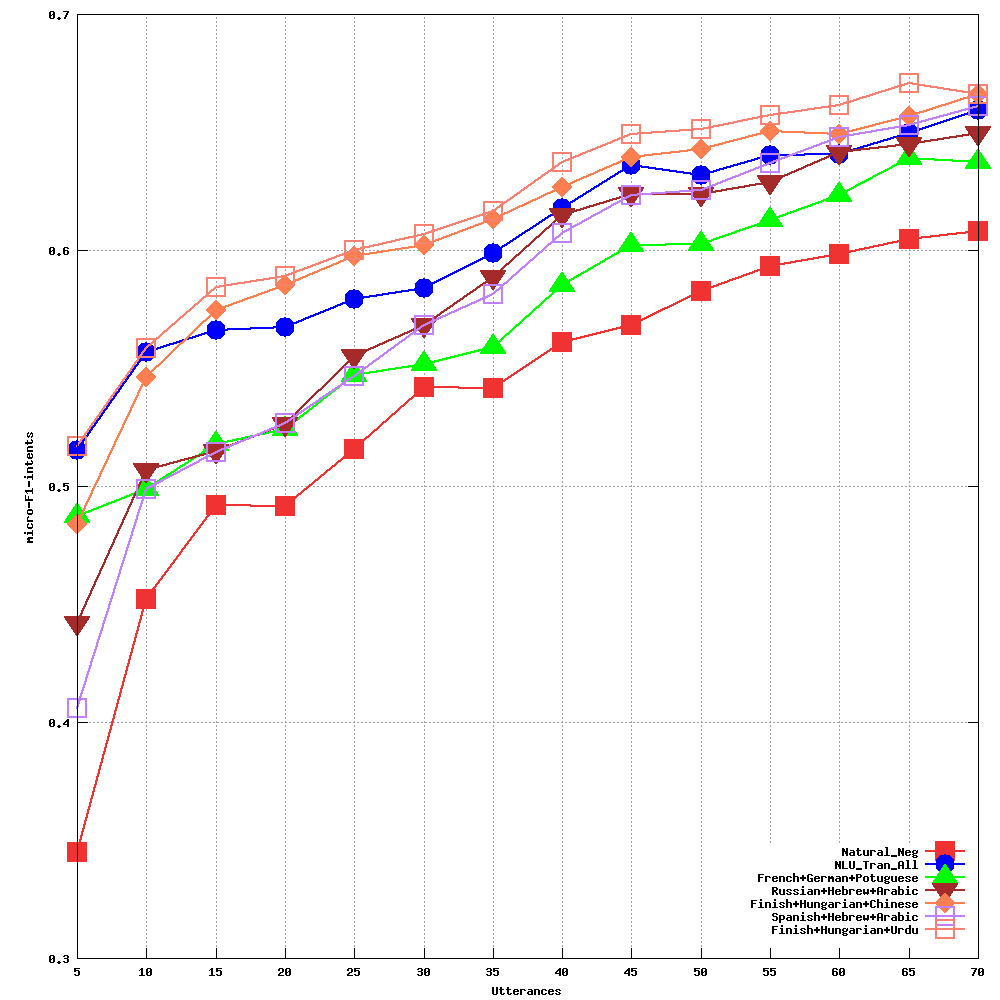 0.7
0.6
0.5
0.4
0.3
micro-F1-intents
5 10 15 20 25 30 35 40 45 50 55 60 65 70
Utterances
Natural_Neg
NLU_Tran_All
French+German+Potuguese
Russian+Hebrew+Arabic
Finish+Hungarian+Chinese
Spanish+Hebrew+Arabic
Finish+Hungarian+Urdu